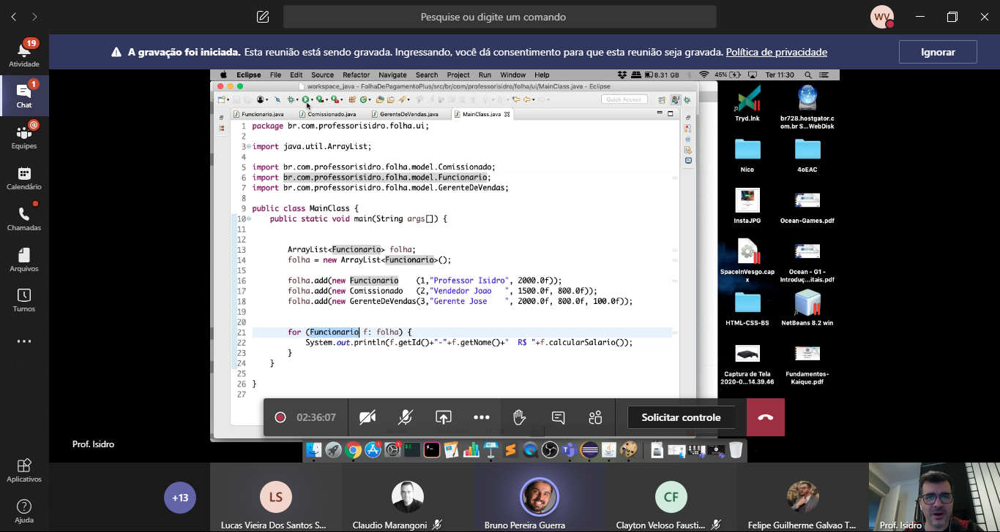 Pesquise ou digite um comando
WV
A gravação foi iniciada. Esta reunião está sendo gravada. Ingressando, você dá consentimento para que esta reunião seja gravada. Política de privacidade
Ignorar
19
Atividade
1
Chat
@
Equipes
Calendário
Chamadas
Arquivos
Turnos
Aplicativos
Ajuda
Eclipse File Edit Source Refactor Navigate Search Project Run Window Help
8.31 GB 45% Ter 11:30
workspace_java - FolhaDePagamentoPlus/src/br/com/professorisidro/folha/ui/MainClass.java - Eclipse
Quick Access
Funcionario.java Comissionado.java GerenteDeVendas.java MainClass.java
1 package br.com.professorisidro.folha.ui;
2
3 import java.util.ArrayList;
4
5 import br.com.professorisidro.folha.model.Comissionado;
6 import br.com.professorisidro.folha.model.Funcionario;
7 import br.com.professorisidro.folha.model.GerenteDeVendas;
8
9 public class MainClass {
10 public static void main(String args[]) {
11
12
13 ArrayList<Funcionario> folha;
14 folha = new ArrayList<Funcionario>();
15
16 folha.add(new Funcionario (1,"Professor Isidro", 2000.0f));
17 folha.add(new Comissionado (2,"Vendedor Joao ", 1500.0f, 800.0f));
18 folha.add(new GerenteDeVendas(3,"Gerente Jose ", 2000.0f, 800.0f, 100.0f));
19
20
21 for (Funcionario f: folha) {
22 System.out.println(f.getId()+"-"+f.getNome()+" R$ "+f.calcularSalario());
23 }
24 }
25
26 }
27
Tryd.lnk
br728.hostgator.c
om.br S...WebDisk
Nico
4oEAC
InstaJPG
Ocean-Games.pdf
SpaceInVesgo.cap
x
Ocean - G1 -
Introduç...itais.pdf
HTML-CSS-BS
NetBeans 8.2 win
Captura de Tela
2020-0...14.39.46
Fundamentos-
Kaique.pdf
02:36:07
Solicitar controle
Prof. Isidro
+13
LS
Lucas Vieira Dos Santos S...
Claudio Marangoni
Bruno Pereira Guerra
CF
Clayton Veloso Fausti...
Felipe Guilherme Galvao T...
Prof. Isidro